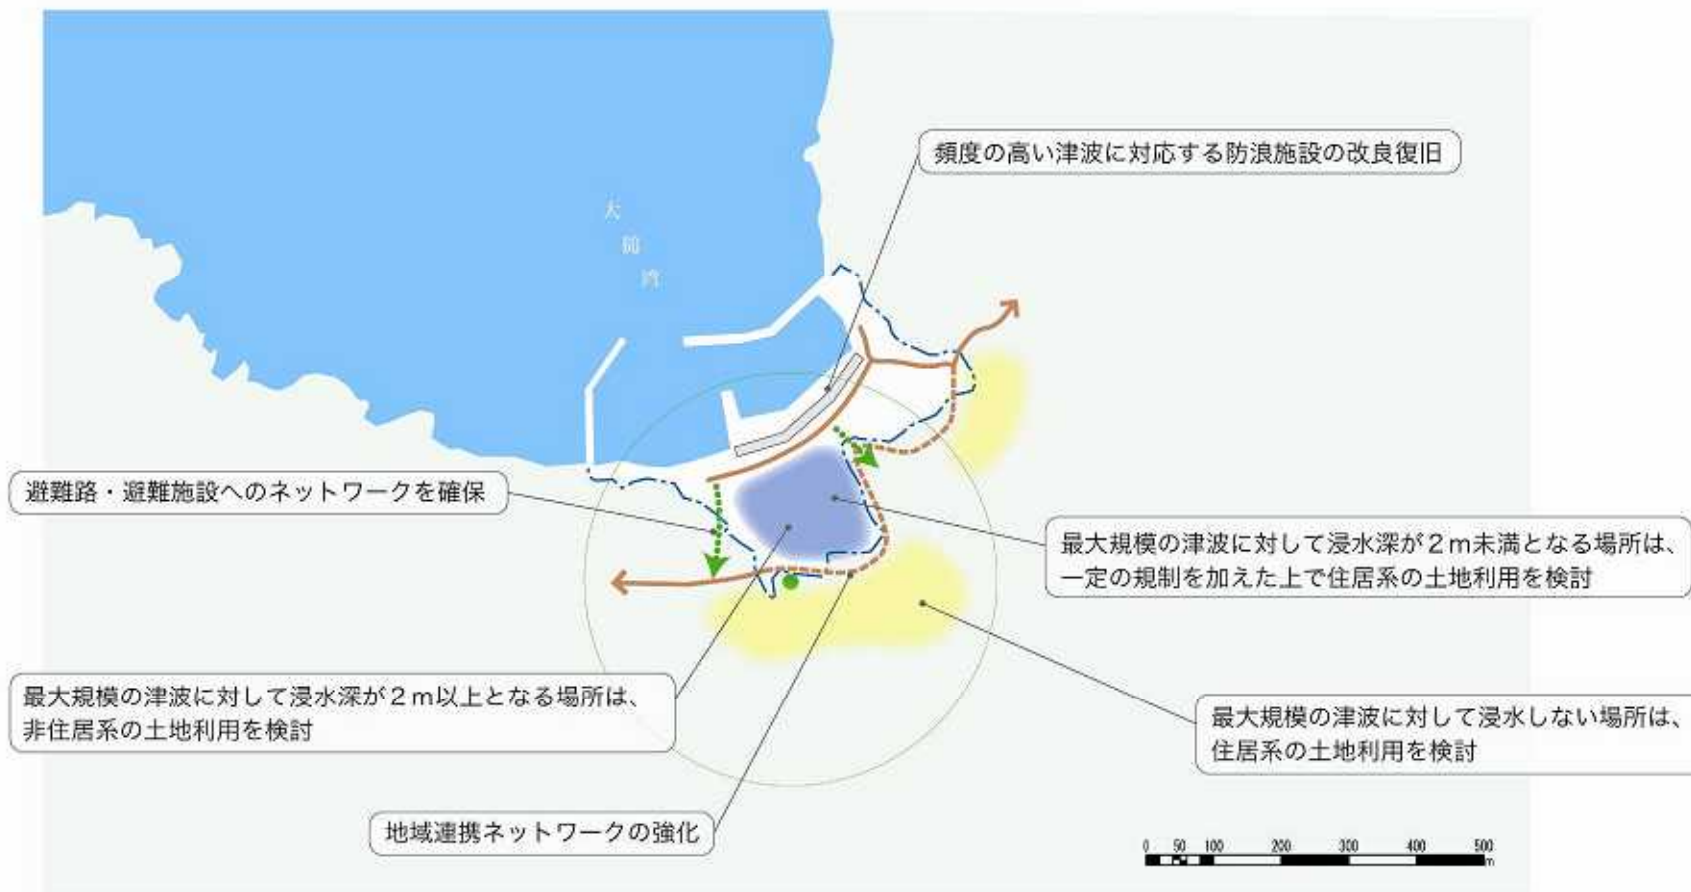 頻度の高い津波に対応する防浪施設の改良復旧
湾
避難路・避難施設へのネットワークを確保
最大規模の津波に対して浸水深が2m未満となる場所は、
一定の規制を加えた上で住居系の土地利用を検討
最大規模の津波に対して浸水深が2m以上となる場所は、
非住居系の土地利用を検討
最大規模の津波に対して浸水しない場所は、
住居系の土地利用を検討
地域連携ネットワークの強化
0 50 100 200 300 400 500
m